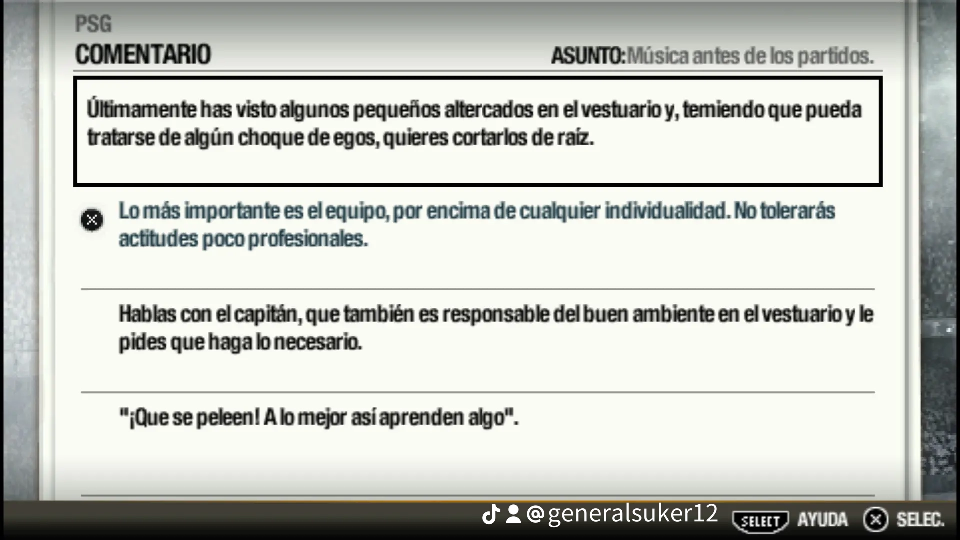 PSG
COMENTARIO
ASUNTO:Música antes de los partidos.
Últimamente has visto algunos pequeños altercados en el vestuario y, temiendo que pueda
tratarse de algún choque de egos, quieres cortarlos de raíz.
Lo más importante es el equipo, por encima de cualquier individualidad. No tolerarás
actitudes poco profesionales.
Hablas con el capitán, que también es responsable del buen ambiente en el vestuario y le
pides que haga lo necesario.
"¡Que se peleen! A lo mejor así aprenden algo".
@generalsuker12
SELECT AYUDA SELEC.